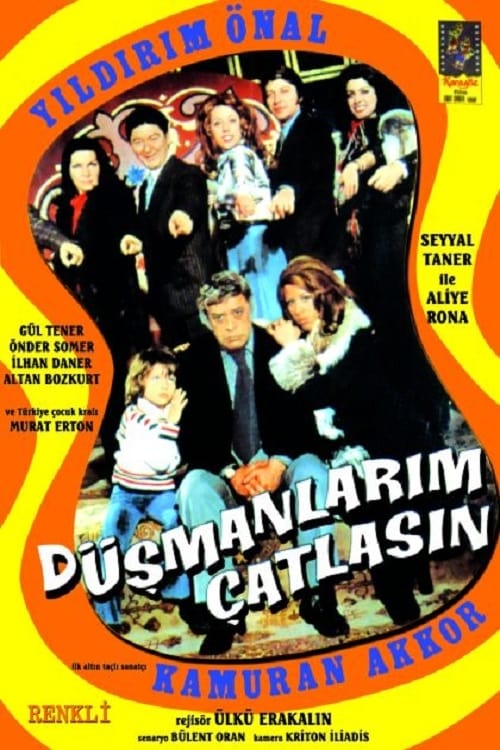 YILDIRIM ÖNAL
Karagöz
SEYYAL
TANER
ile
ALİYE
RONA
GÜL TENER
ÖNDER SOMER
İLHAN DANER
ALTAN BOZKURT
ve Türkiye çocuk kralı
MURAT ERTON
DÜŞMANLARIM
ÇATLASIN
ilk altın taçlı sanatçı
KAMURAN AKKOR
RENKLİ
rejisör ÜLKÜ ERAKALIN
senaryo BÜLENT ORAN kamera KRİTON İLİADİS